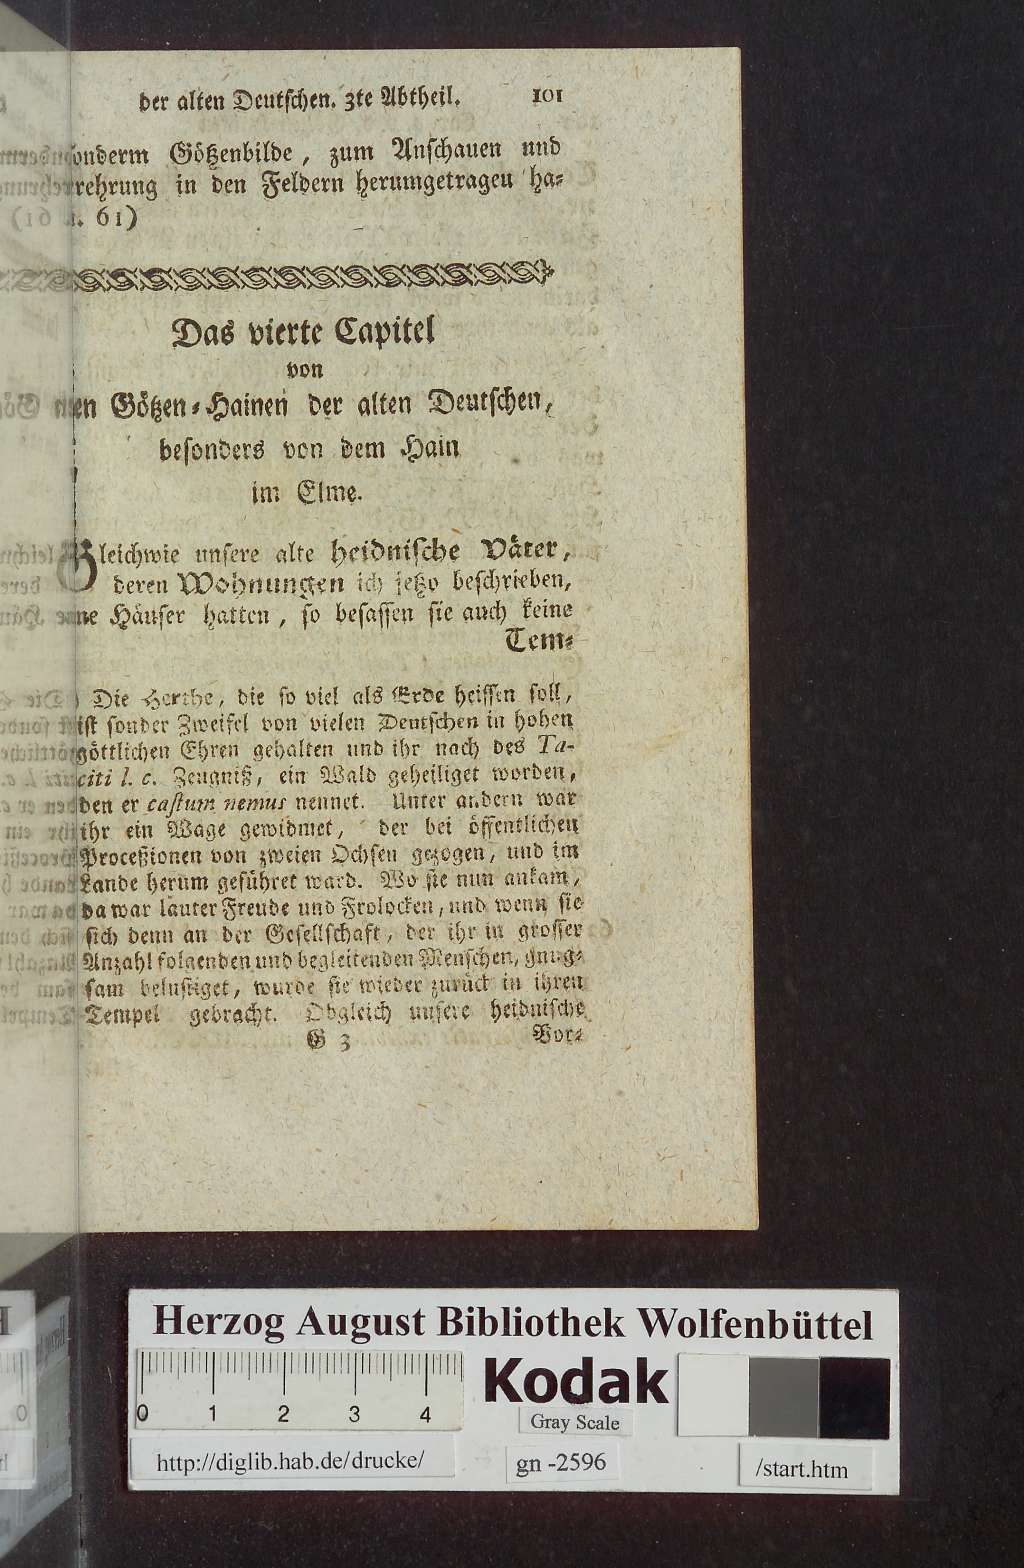 der alten Deutschen. 3te Abtheil. 101
sonderm Götzenbilde, zum Anschauen und
rehrung in den Feldern herumgetragen ha⸗
61)
Das vierte Capitel
von
den Götzen⸗Hainen der alten Deutschen,
besonders von dem Hain
im Elme.
Gleichwie unsere alte heidnische Väter,
deren Wohnungen ich jetzo beschrieben,
keine Häuser hatten, so besassen sie auch keine
Tem⸗
) Die Herthe, die so viel als Erde heissen soll,
ist sonder Zweifel von vielen Deutschen in hohen
göttlichen Ehren gehalten und ihr nach des Ta-
citi l. c. Zeugniß, ein Wald geheiliget worden,
den er castum nemus nennet. Unter andern war
ihr ein Wage gewidmet, der bei öffentlichen
Proceßionen von zweien Ochsen gezogen, und im
Lande herum geführet ward. Wo sie nun ankam,
da war lauter Freude und Frolocken, und wenn sie
sich denn an der Gesellschaft, der ihr in grosser
Anzahl folgenden und begleitenden Menschen, gnug⸗
sam belustiget, wurde sie wieder zurück in ihren
Tempel gebracht. Obgleich unsere heidnische
G 3 Vor⸗
Herzog August Bibliothek Wolfenbüttel
0 1 2 3 4
Kodak
Gray Scale
http://diglib.hab.de/drucke/ gn -2596 /start.htm